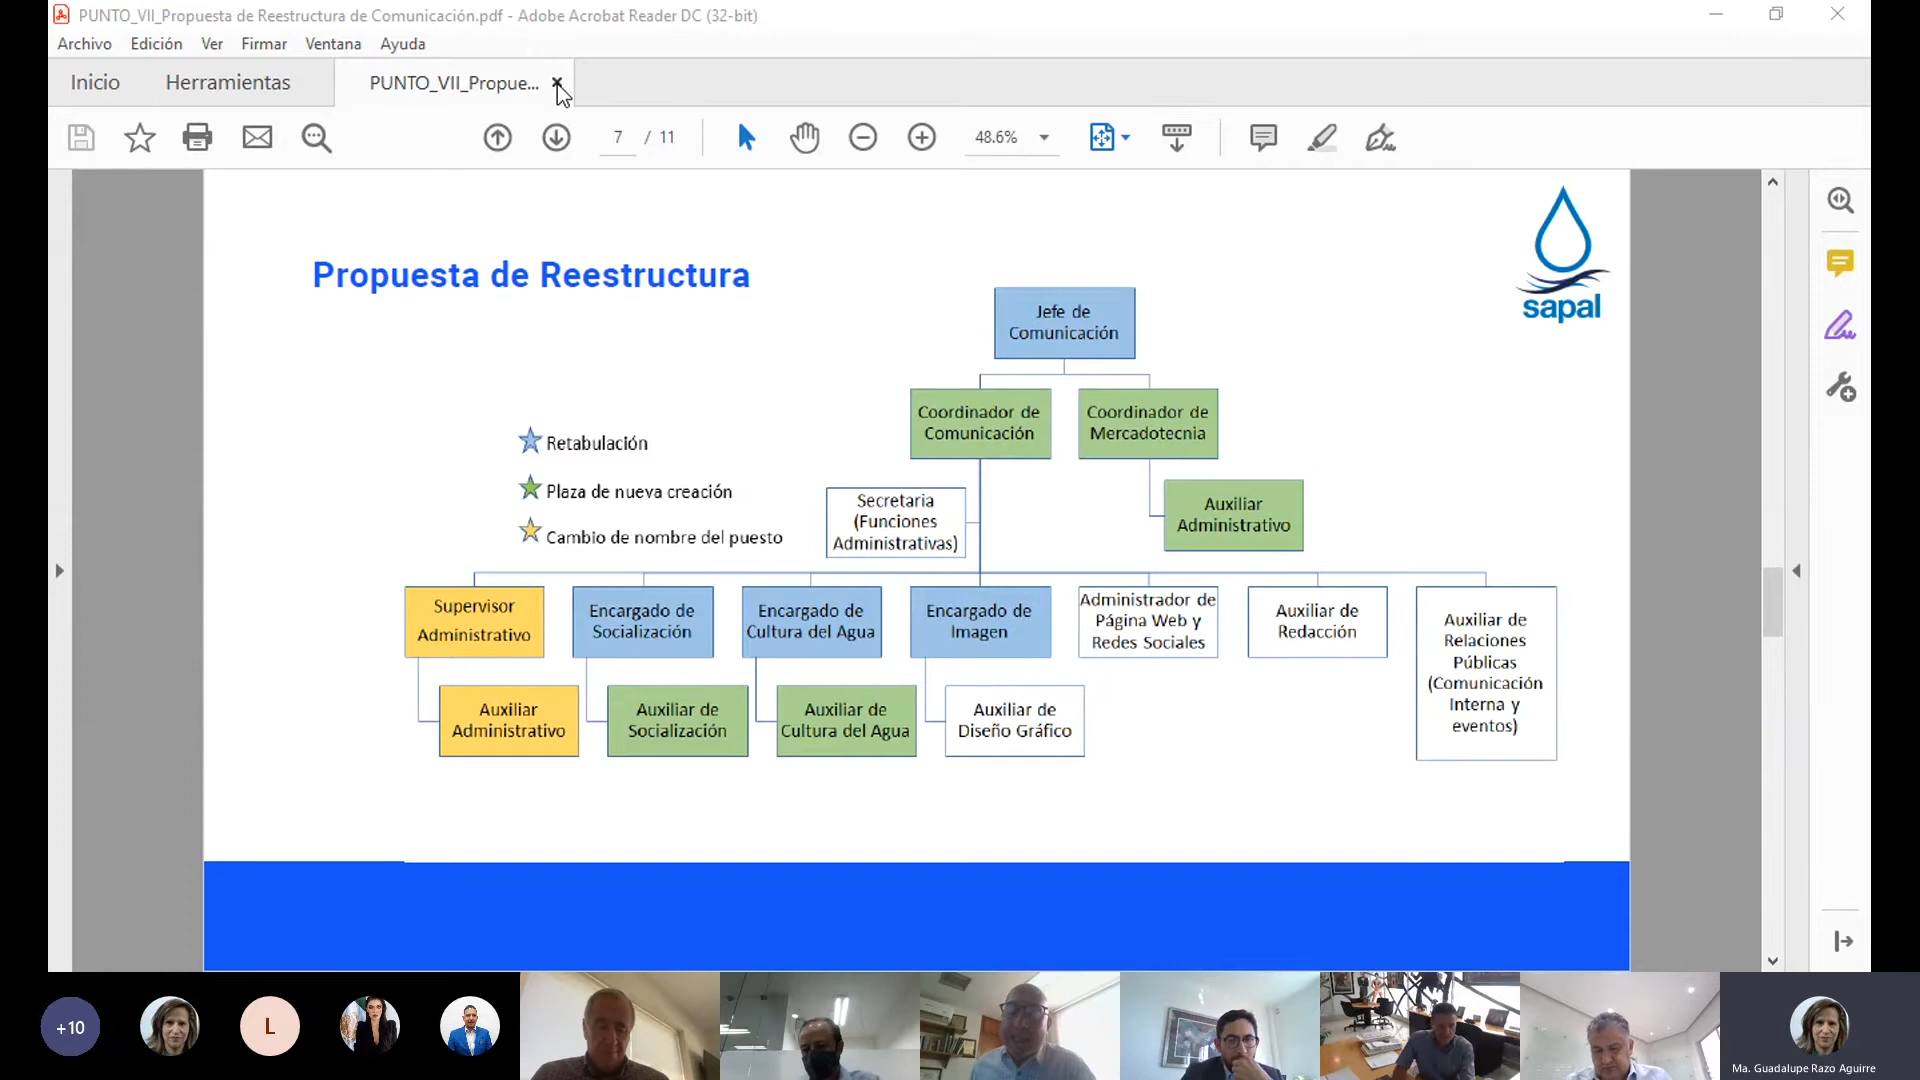 PUNTO_VII_Propuesta de Reestructura de Comunicación.pdf - Adobe Acrobat Reader DC (32-bit)
Archivo Edición Ver Firmar Ventana Ayuda
Inicio Herramientas PUNTO_VII_Propue...
7 / 11 48.6%
sapal
Propuesta de Reestructura
Jefe de
Comunicación
Coordinador de
Comunicación
Coordinador de
Mercadotecnia
Retabulación
Plaza de nueva creación
Cambio de nombre del puesto
Secretaria
(Funciones
Administrativas)
Auxiliar
Administrativo
Supervisor
Administrativo
Encargado de
Socialización
Encargado de
Cultura del Agua
Encargado de
Imagen
Administrador de
Página Web y
Redes Sociales
Auxiliar de
Redacción
Auxiliar de
Relaciones
Públicas
(Comunicación
Interna y
eventos)
Auxiliar
Administrativo
Auxiliar de
Socialización
Auxiliar de
Cultura del Agua
Auxiliar de
Diseño Gráfico
+10
L
Ma. Guadalupe Razo Aguirre